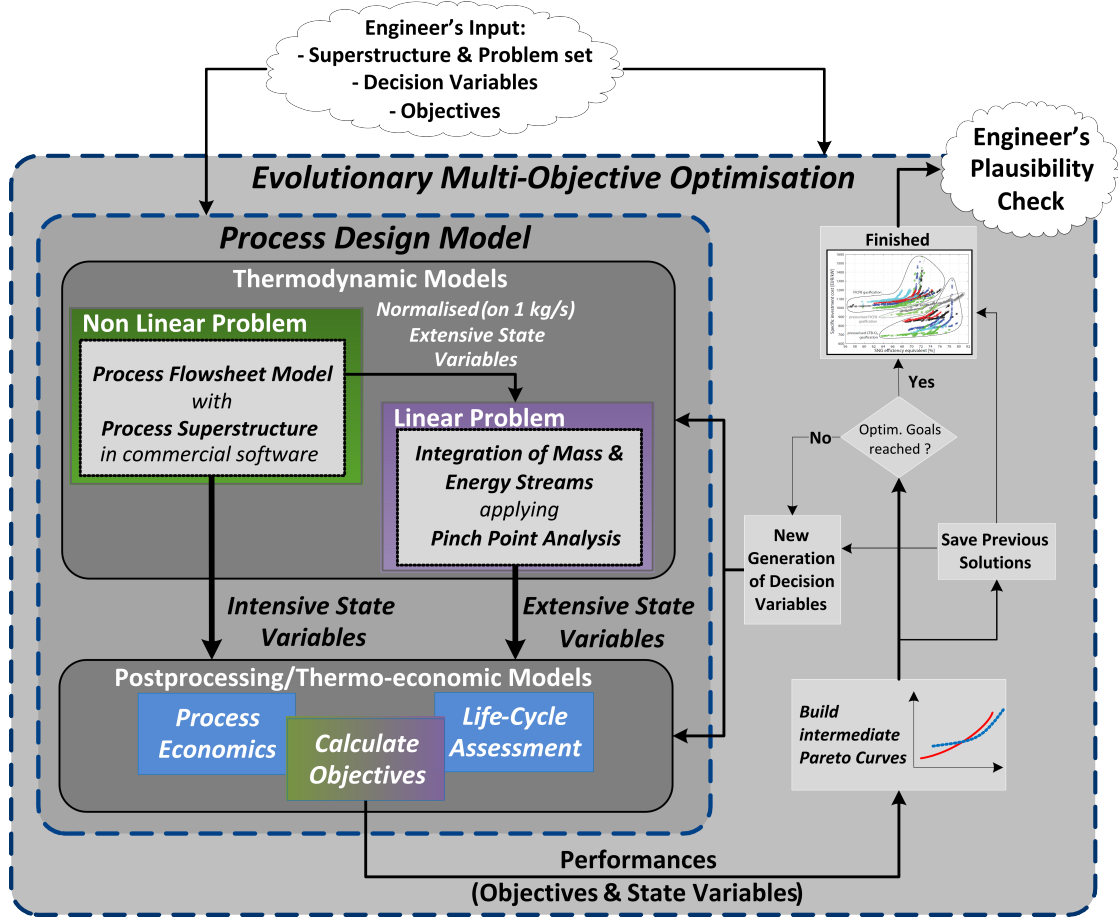 Engineer's Input:
- Superstructure & Problem set
- Decision Variables
- Objectives
Engineer's
Plausibility
Check
Evolutionary Multi-Objective Optimisation
Process Design Model
Thermodynamic Models
Non Linear Problem
Process Flowsheet Model
with
Process Superstructure
in commercial software
Normalised (on 1 kg/s)
Extensive State
Variables
Linear Problem
Integration of Mass &
Energy Streams
applying
Pinch Point Analysis
Intensive State
Variables
Extensive State
Variables
Postprocessing/Thermo-economic Models
Process
Economics
Calculate
Objectives
Life-Cycle
Assessment
Finished
SNG efficiency equivalent [%]
Yes
Optim. Goals
reached ?
No
New
Generation
of Decision
Variables
Save Previous
Solutions
Build
intermediate
Pareto Curves
Performances
(Objectives & State Variables)